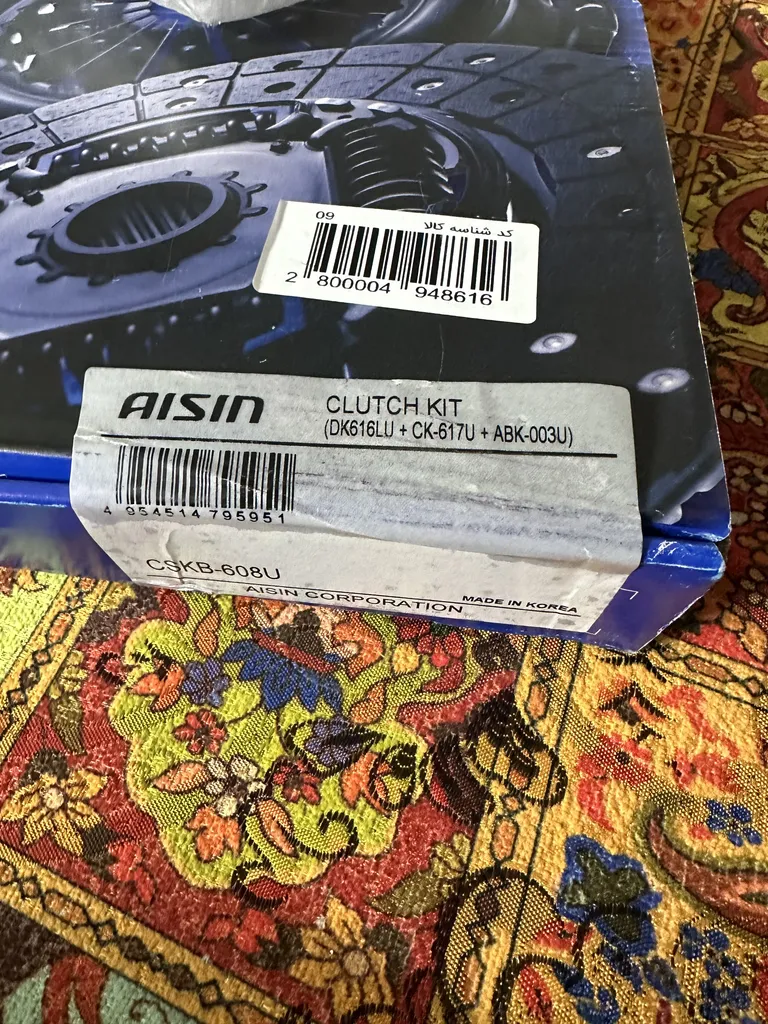 09
کد شناسه کالا
2 800004 948616
AISIN
CLUTCH KIT
(DK616LU + CK-617U + ABK-003U)
4 954514 795951
CSKB-608U
AISIN CORPORATION
MADE IN KOREA